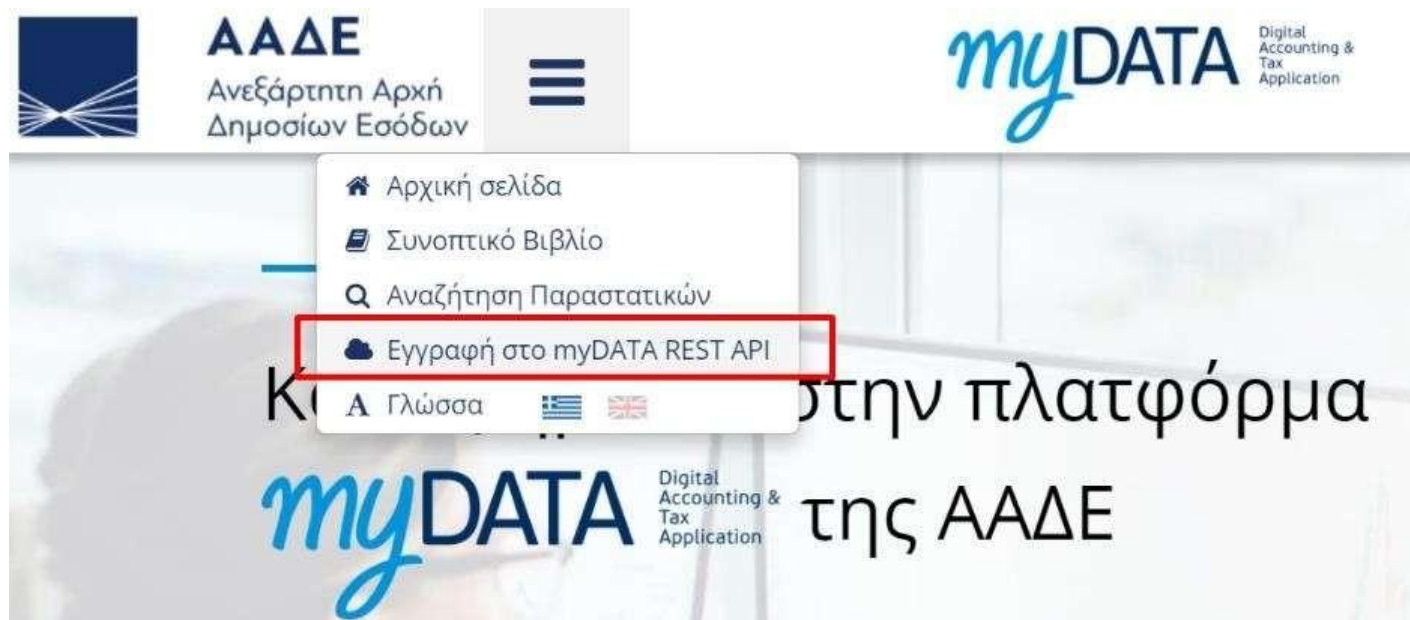 ΑΑΔΕ
Ανεξάρτητη Αρχή
Δημοσίων Εσόδων
myDATA
Digital
Accounting &
Tax
Application
Αρχική σελίδα
Συνοπτικό Βιβλίο
Αναζήτηση Παραστατικών
Εγγραφή στο myDATA REST API
Γλώσσα
στην πλατφόρμα
myDATA
Digital
Accounting &
Tax
Application
της ΑΑΔΕ